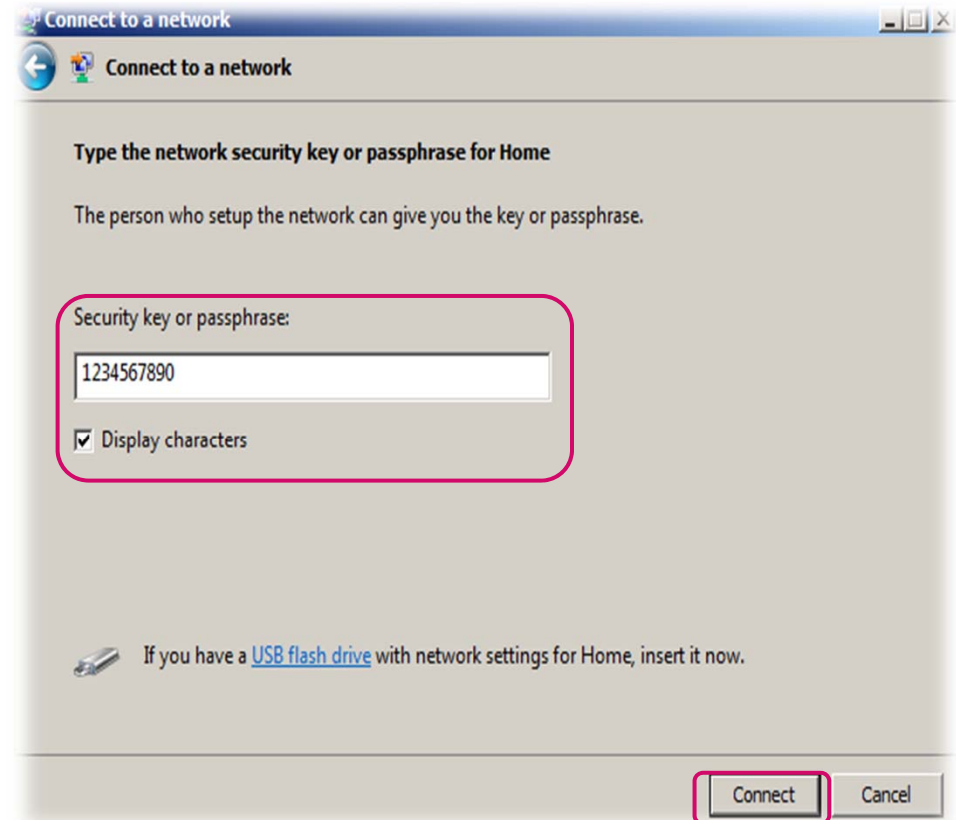 Connect to a network
Connect to a network
Type the network security key or passphrase for Home
The person who setup the network can give you the key or passphrase.
Security key or passphrase:
1234567890
Display characters
If you have a USB flash drive with network settings for Home, insert it now.
Connect Cancel